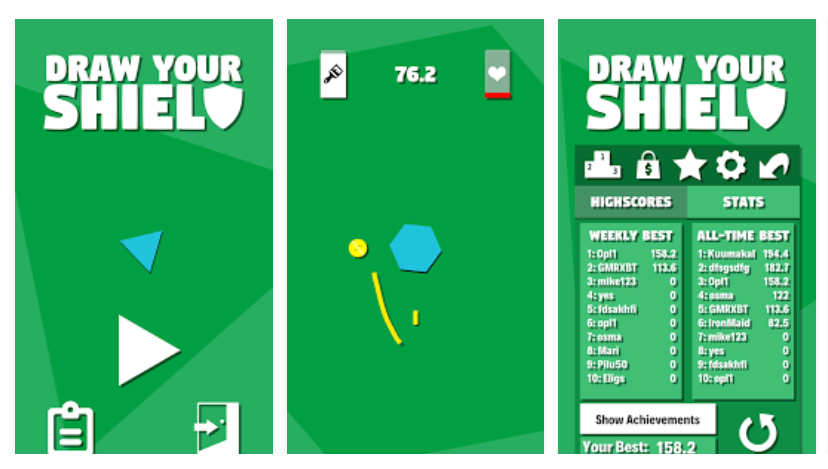 DRAW YOUR
SHIEL
76.2
DRAW YOUR
SHIEL
1
2
3
$
HIGHSCORES
STATS
WEEKLY BEST
1: Opl1 158.2
2: GMRXBT 113.6
3: mike123 0
4: yes 0
5: fdsakhfi 0
6: opl1 0
7: osma 0
8: Mari 0
9: Pilu50 0
10: Eligs 0
ALL-TIME BEST
1: Kuumakal 194.4
2: dfsgsdfg 182.7
3: Opl1 158.2
4: osma 122
5: GMRXBT 113.6
6: IronMaid 82.5
7: mike123 0
8: yes 0
9: fdsakhfi 0
10: opl1 0
Show Achievements
Your Best: 158.2